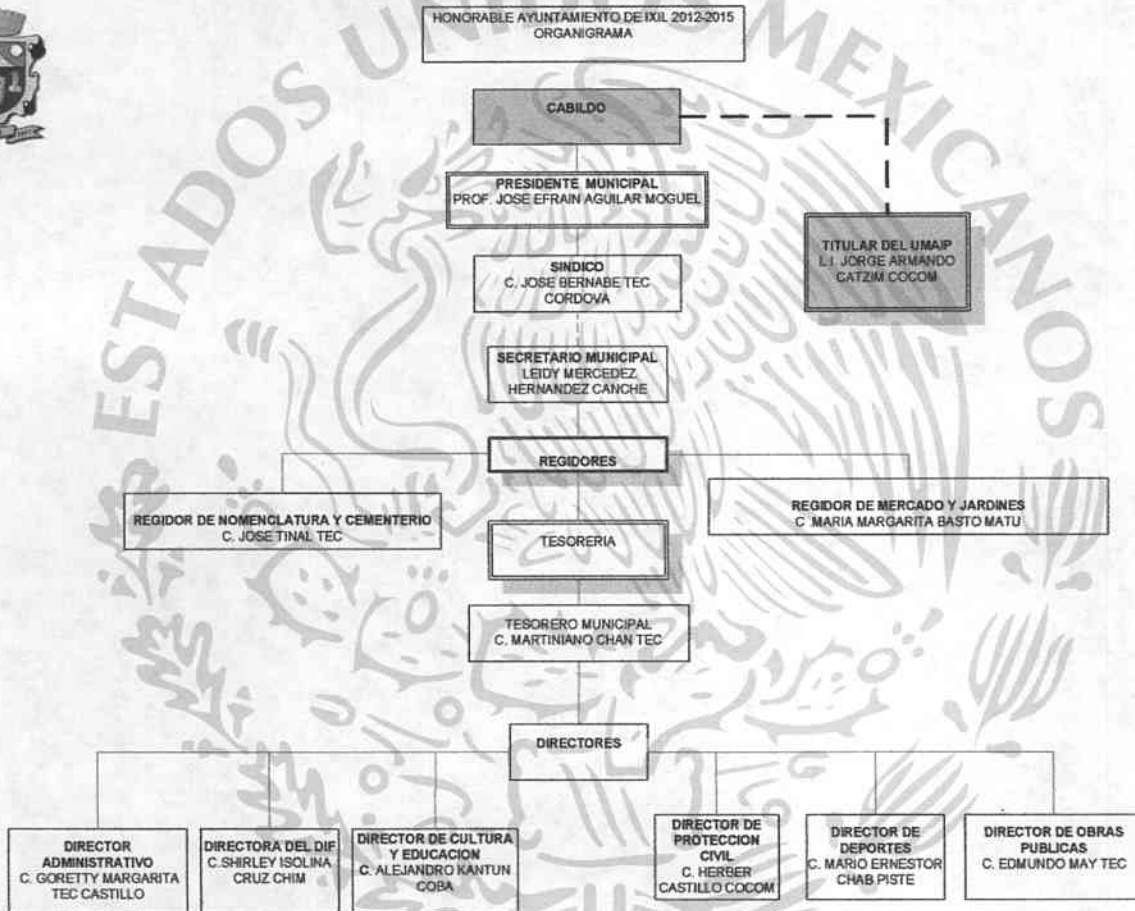 HONORABLE AYUNTAMIENTO DE IXIL 2012-2015
ORGANIGRAMA
ESTADOS UNIDOS MEXICANOS
CABILDO
PRESIDENTE MUNICIPAL
PROF. JOSE EFRAIN AGUILAR MOGUEL
TITULAR DEL UMAIP
L.I. JORGE ARMANDO
CATZIM COCOM
SINDICO
C. JOSE BERNABE TEC
CORDOVA
SECRETARIO MUNICIPAL
LEIDY MERCEDEZ
HERNANDEZ CANCHE
REGIDORES
REGIDOR DE NOMENCLATURA Y CEMENTERIO
C. JOSE TINAL TEC
REGIDOR DE MERCADO Y JARDINES
C. MARIA MARGARITA BASTO MATU
TESORERIA
TESORERO MUNICIPAL
C. MARTINIANO CHAN TEC
DIRECTORES
DIRECTOR
ADMINISTRATIVO
C. GORETTY MARGARITA
TEC CASTILLO
DIRECTORA DEL DIF
C.SHIRLEY ISOLINA
CRUZ CHIM
DIRECTOR DE CULTURA
Y EDUCACION
C. ALEJANDRO KANTUN
COBA
DIRECTOR DE
PROTECCION
CIVIL
C. HERBER
CASTILLO COCOM
DIRECTOR DE
DEPORTES
C. MARIO ERNESTOR
CHAB PISTE
DIRECTOR DE OBRAS
PUBLICAS
C. EDMUNDO MAY TEC